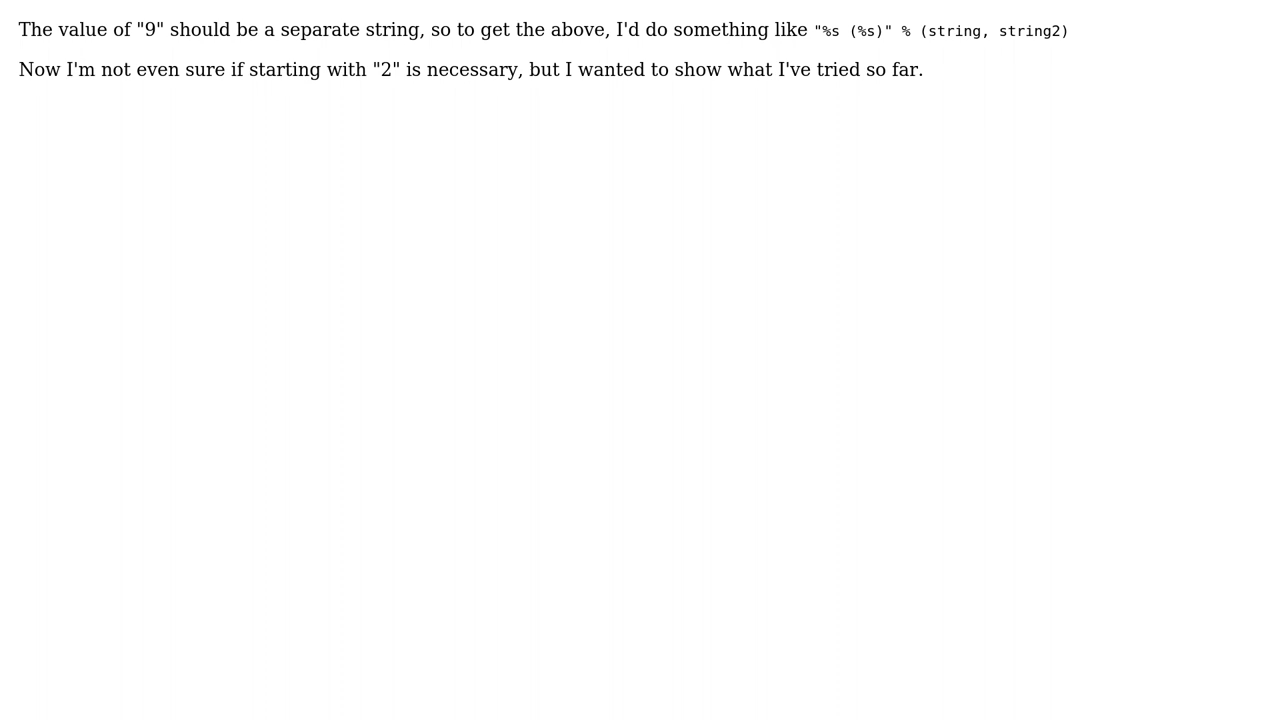 The value of "9" should be a separate string, so to get the above, I'd do something like "%s (%s)" % (string, string2)
Now I'm not even sure if starting with "2" is necessary, but I wanted to show what I've tried so far.